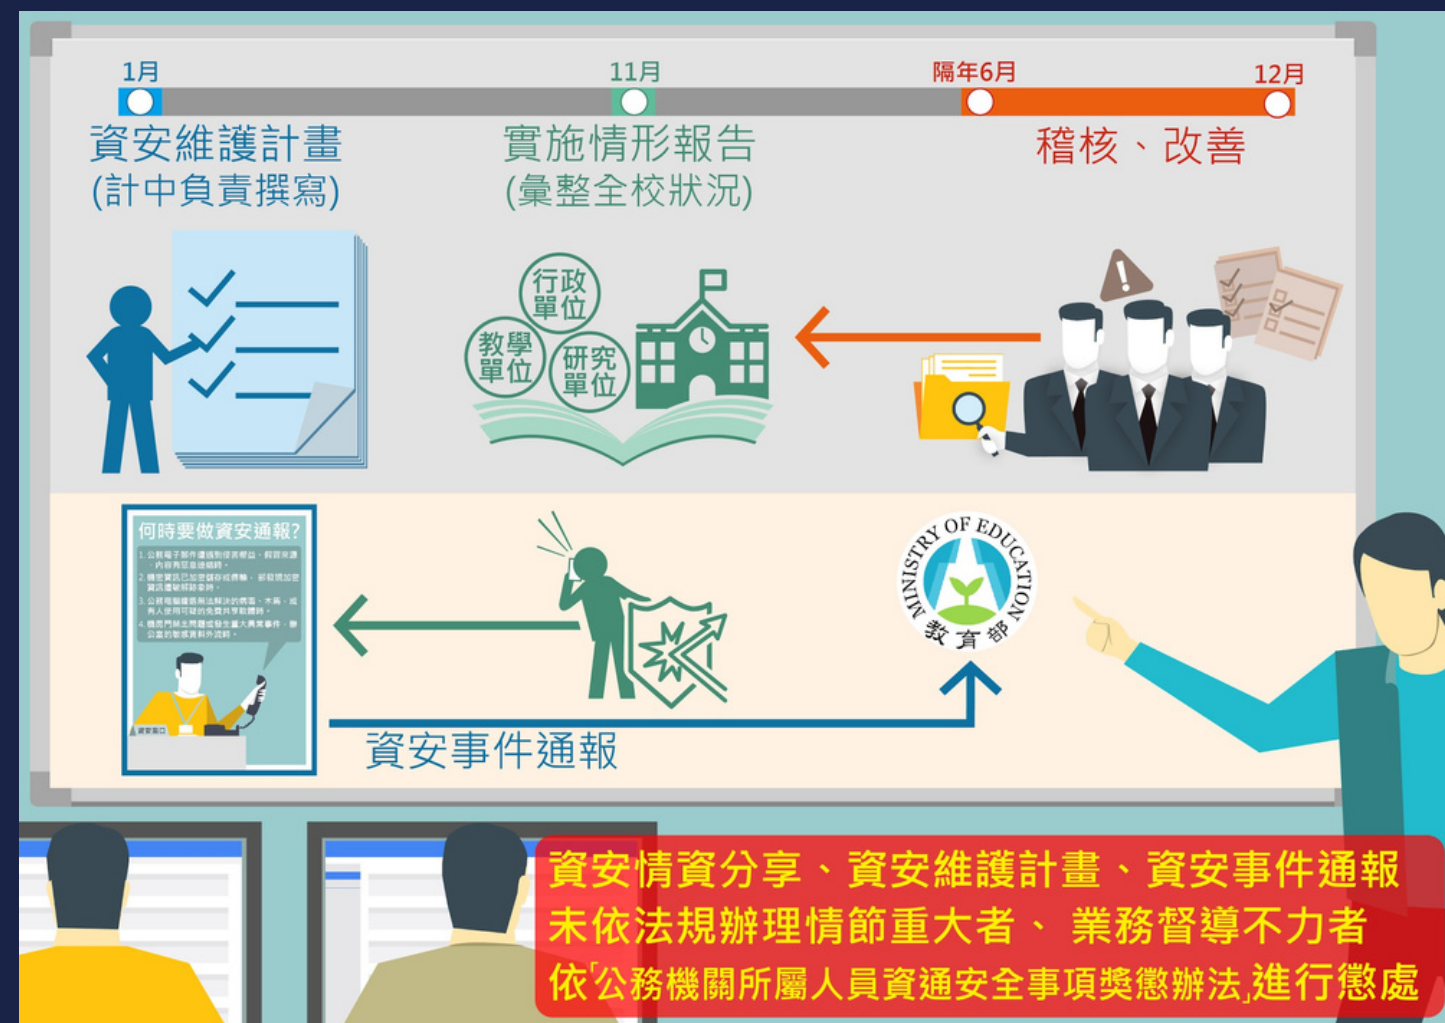 1月
11月
隔年6月
12月
資安維護計畫
(計中負責撰寫)
實施情形報告
(彙整全校狀況)
稽核、改善
行政
單位
教學
單位
研究
單位
何時要做資安通報?
資安窗口
MINISTRY OF EDUCATION
教育部
資安事件通報
資安情資分享、資安維護計畫、資安事件通報
未依法規辦理情節重大者、 業務督導不力者
依「公務機關所屬人員資通安全事項獎懲辦法」進行懲處